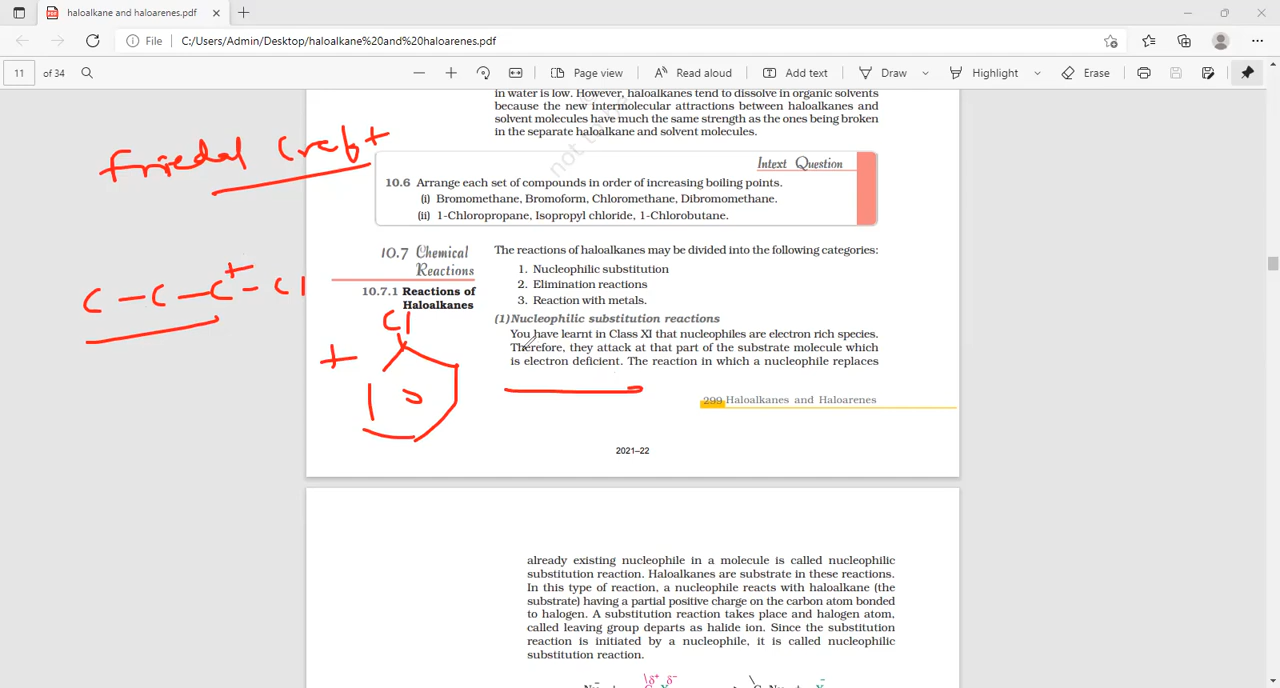 haloalkane and haloarenes.pdf
File C:/Users/Admin/Desktop/haloalkane%20and%20haloarenes.pdf
11 of 34 Page view Read aloud Add text Draw Highlight Erase
in water is low. However, haloalkanes tend to dissolve in organic solvents
because the new intermolecular attractions between haloalkanes and
solvent molecules have much the same strength as the ones being broken
in the separate haloalkane and solvent molecules.
not t
Friedal Craft
Intext Question
10.6 Arrange each set of compounds in order of increasing boiling points.
(i) Bromomethane, Bromoform, Chloromethane, Dibromomethane.
(ii) 1-Chloropropane, Isopropyl chloride, 1-Chlorobutane.
10.7 Chemical
Reactions
The reactions of haloalkanes may be divided into the following categories:
1. Nucleophilic substitution
2. Elimination reactions
3. Reaction with metals.
C – C – C+ – Cl
10.7.1 Reactions of
Haloalkanes
(1)Nucleophilic substitution reactions
You have learnt in Class XI that nucleophiles are electron rich species.
Therefore, they attack at that part of the substrate molecule which
is electron deficient. The reaction in which a nucleophile replaces
Cl
+
299 Haloalkanes and Haloarenes
2021–22
already existing nucleophile in a molecule is called nucleophilic
substitution reaction. Haloalkanes are substrate in these reactions.
In this type of reaction, a nucleophile reacts with haloalkane (the
substrate) having a partial positive charge on the carbon atom bonded
to halogen. A substitution reaction takes place and halogen atom,
called leaving group departs as halide ion. Since the substitution
reaction is initiated by a nucleophile, it is called nucleophilic
substitution reaction.
δ+ δ–